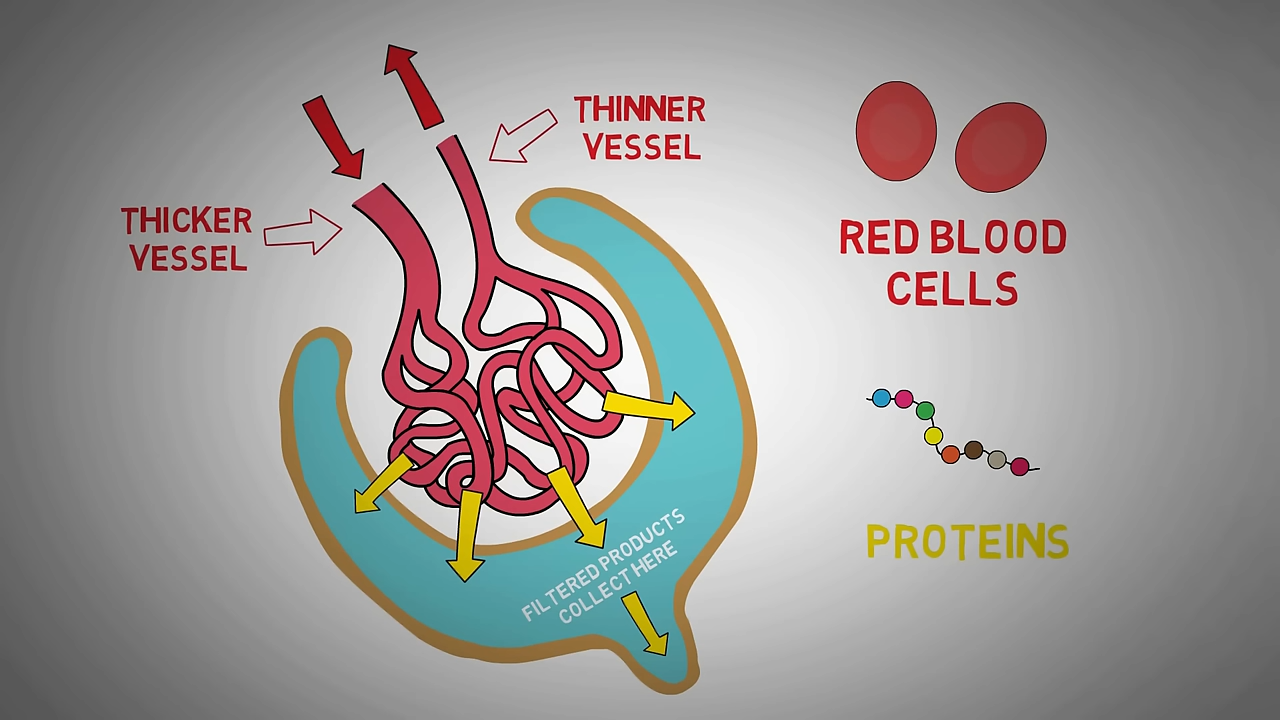 THINNER
VESSEL
THICKER
VESSEL
RED BLOOD
CELLS
PROTEINS
FILTERED PRODUCTS
COLLECT HERE